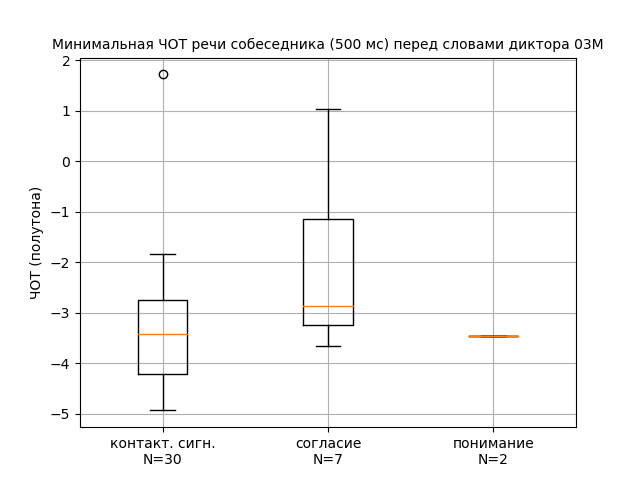 Минимальная ЧОТ речи собеседника (500 мс) перед словами диктора 03М
2
1
0
−1
−2
−3
−4
−5
ЧОТ (полутона)
контакт. сигн.
N=30
согласие
N=7
понимание
N=2